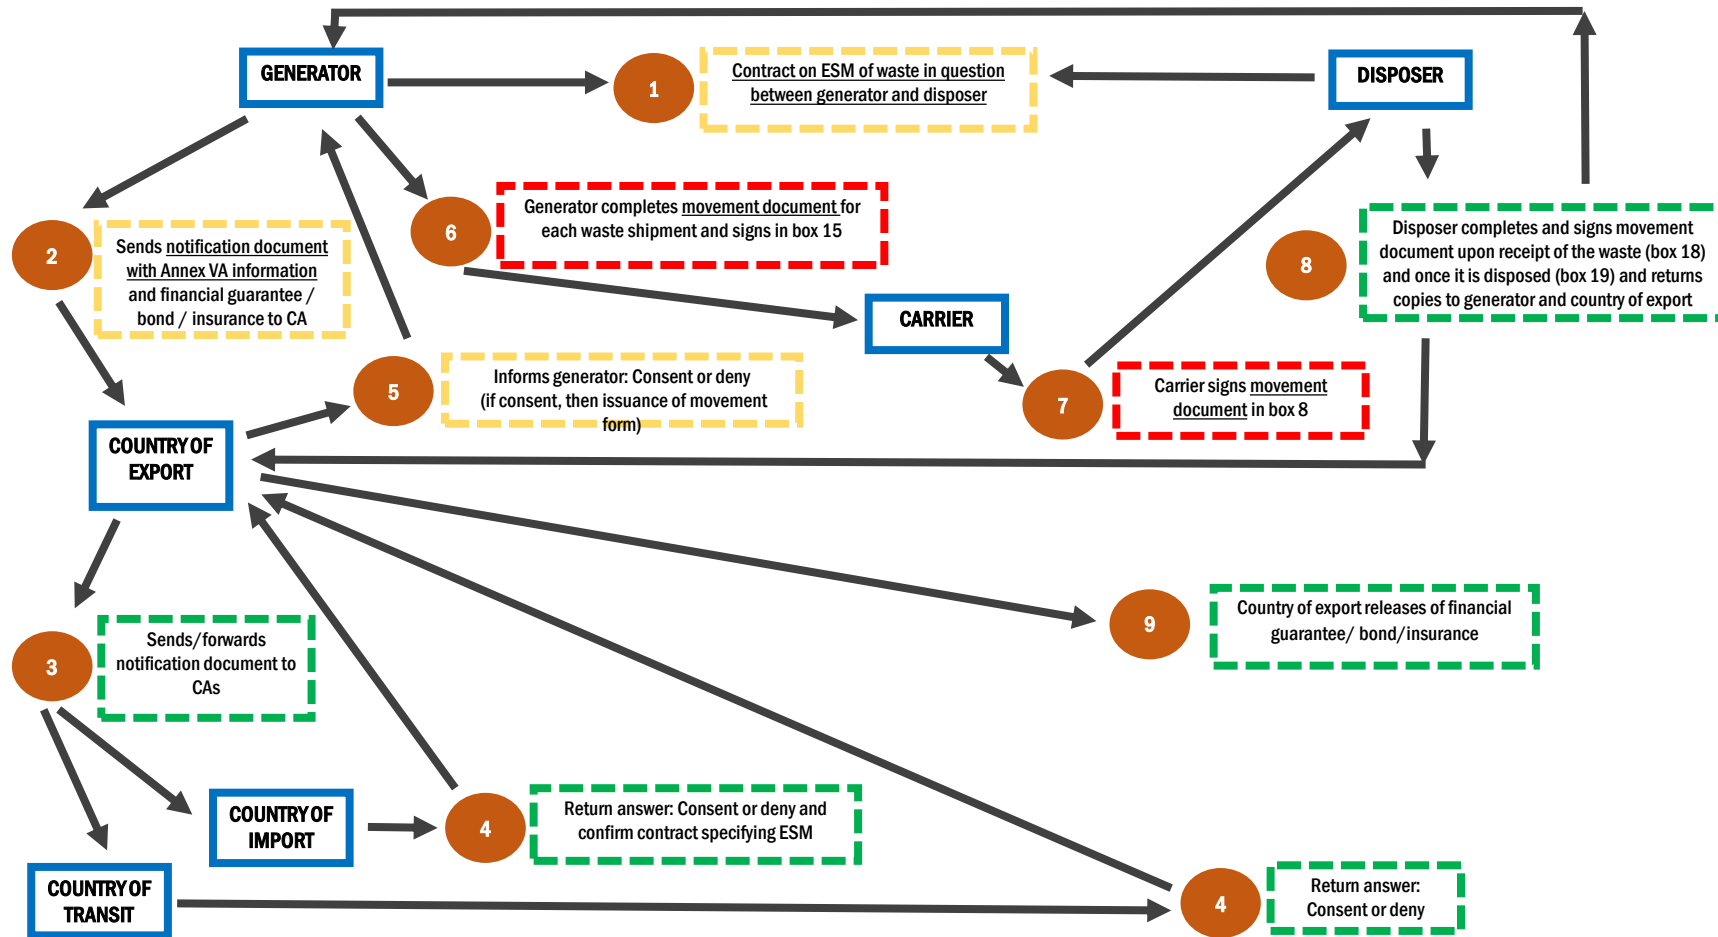 GENERATOR
1
Contract on ESM of waste in question
between generator and disposer
DISPOSER
2
Sends notification document
with Annex VA information
and financial guarantee /
bond / insurance to CA
6
Generator completes movement document for
each waste shipment and signs in box 15
8
Disposer completes and signs movement
document upon receipt of the waste (box 18)
and once it is disposed (box 19) and returns
copies to generator and country of export
CARRIER
5
Informs generator: Consent or deny
(if consent, then issuance of movement
form)
7
Carrier signs movement
document in box 8
COUNTRY OF
EXPORT
3
Sends/forwards
notification document to
CAs
9
Country of export releases of financial
guarantee/ bond/insurance
COUNTRY OF
IMPORT
4
Return answer: Consent or deny and
confirm contract specifying ESM
COUNTRY OF
TRANSIT
4
Return answer:
Consent or deny